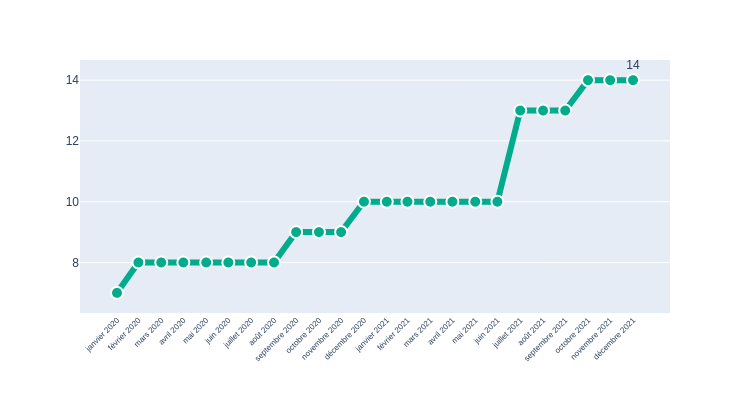 14
14
12
10
8
janvier 2020
février 2020
mars 2020
avril 2020
mai 2020
juin 2020
juillet 2020
août 2020
septembre 2020
octobre 2020
novembre 2020
décembre 2020
janvier 2021
février 2021
mars 2021
avril 2021
mai 2021
juin 2021
juillet 2021
août 2021
septembre 2021
octobre 2021
novembre 2021
décembre 2021